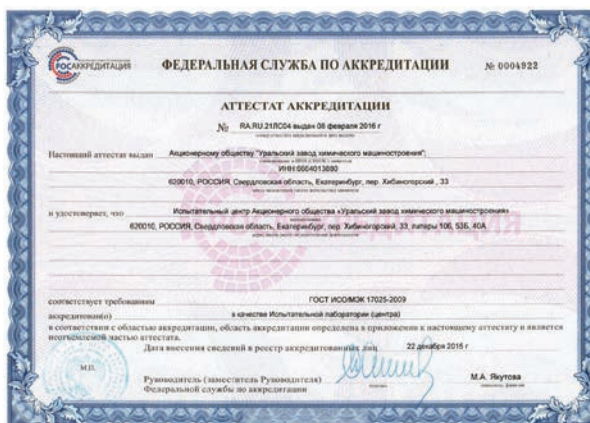 РОСАККРЕДИТАЦИЯ
ФЕДЕРАЛЬНАЯ СЛУЖБА ПО АККРЕДИТАЦИИ
№ 0004922
АТТЕСТАТ АККРЕДИТАЦИИ
№ RA.RU.21ПС04 выдан 08 февраля 2016 г
Настоящий аттестат выдан Акционерному обществу "Уральский завод химического машиностроения";
ИНН:6664013880
620010, РОССИЯ, Свердловская область, Екатеринбург, пер. Хибиногорский , 33
и удостоверяет, что Испытательный центр Акционерного общества «Уральский завод химического машиностроения»
620010, РОССИЯ, Свердловская область, Екатеринбург, пер. Хибиногорский, 33, литеры 106, 53Б, 40А
соответствует требованиям ГОСТ ИСО/МЭК 17025-2009
аккредитован(о) в качестве Испытательной лаборатории (центра)
в соответствии с областью аккредитации, область аккредитации определена в приложении к настоящему аттестату и является
неотъемлемой частью аттестата.
Дата внесения сведений в реестр аккредитованных лиц 22 декабря 2015 г
М.П.
Руководитель (заместитель Руководителя)
Федеральной службы по аккредитации
М.А. Якутова